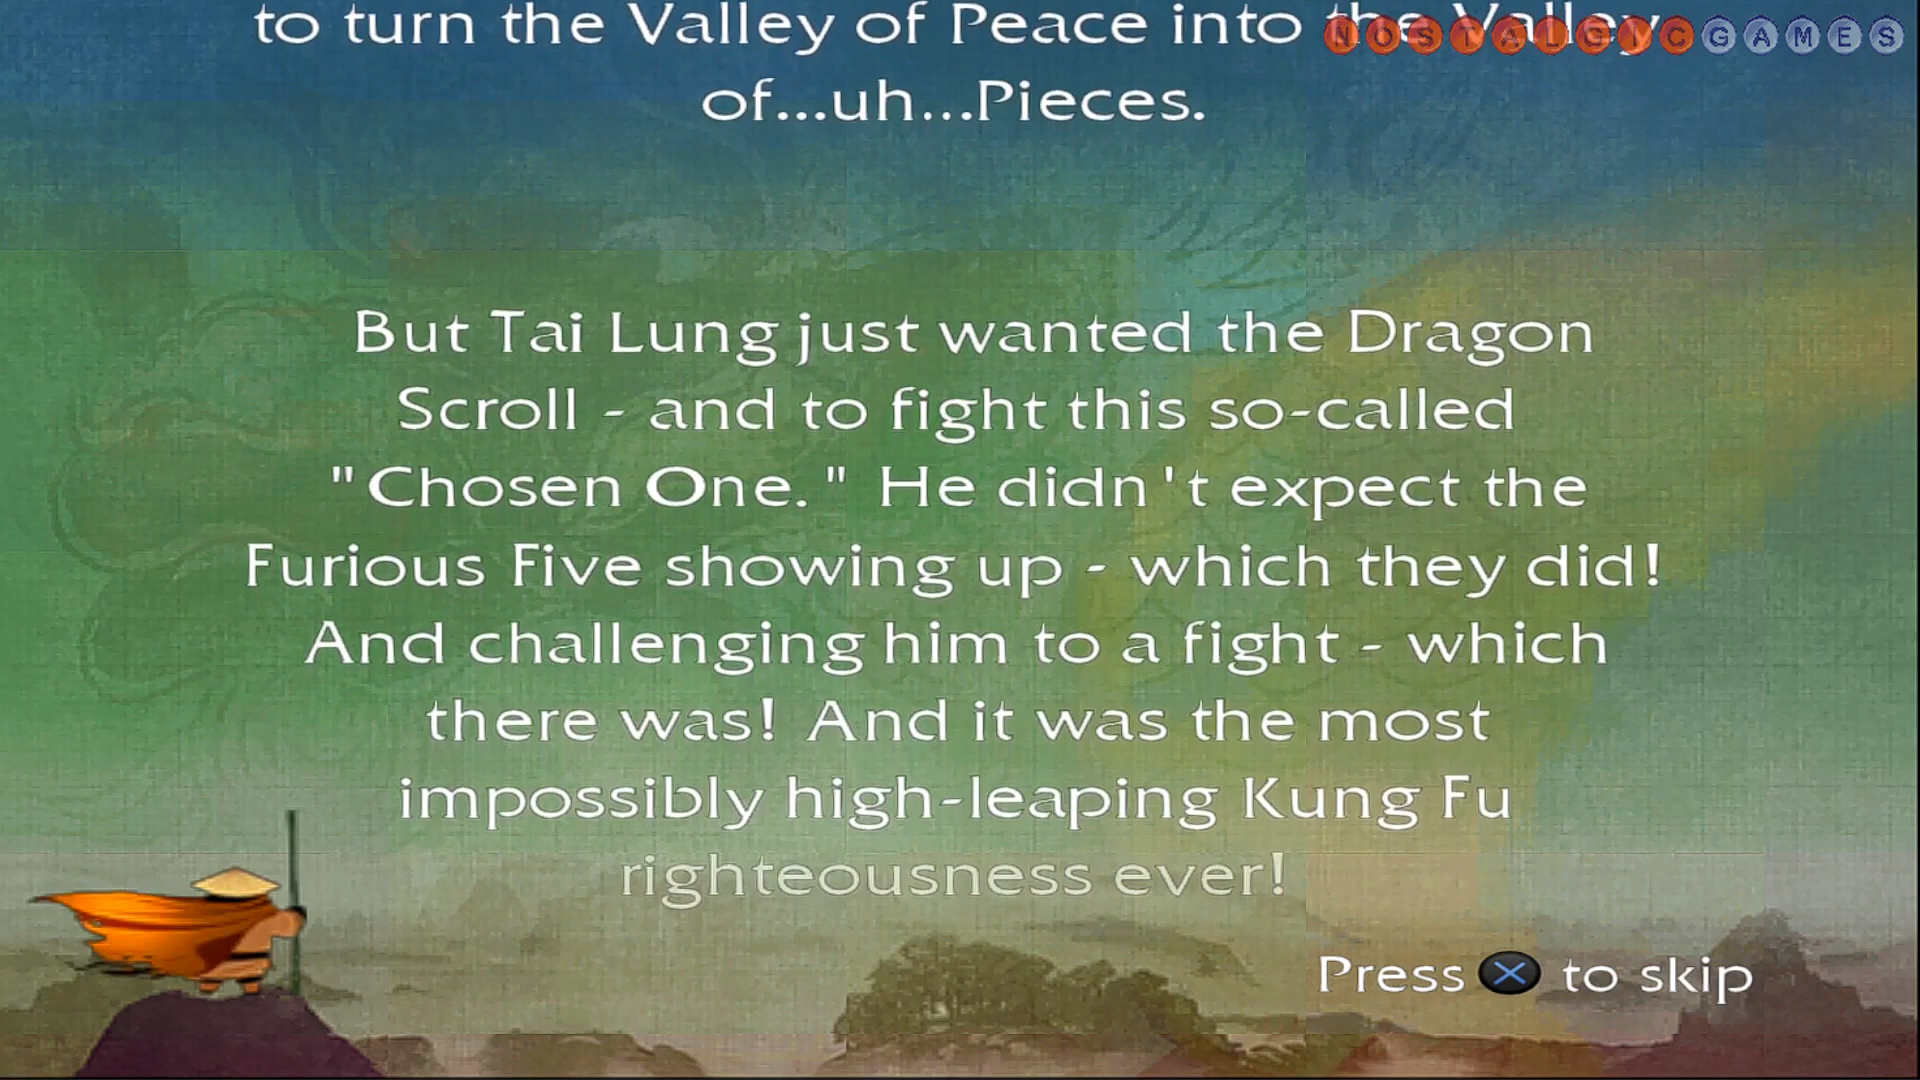 to turn the Valley of Peace into the Valley
NOSTALGICGAMES
of...uh...Pieces.
But Tai Lung just wanted the Dragon
Scroll - and to fight this so-called
"Chosen One." He didn't expect the
Furious Five showing up - which they did!
And challenging him to a fight - which
there was! And it was the most
impossibly high-leaping Kung Fu
righteousness ever!
Press X to skip